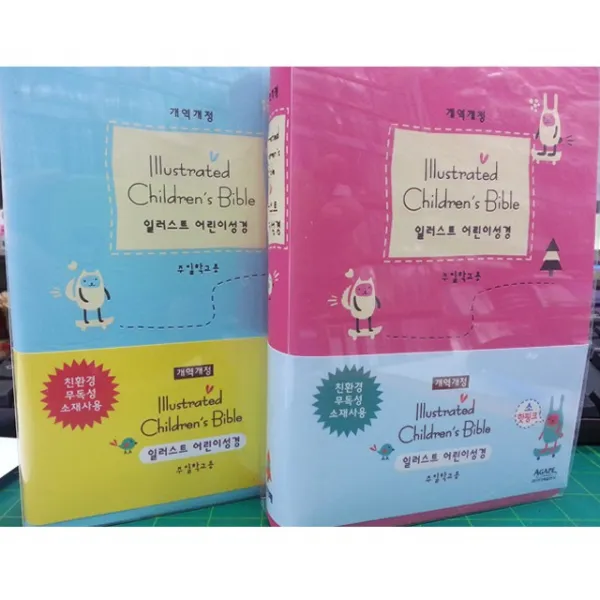 개역개정
Illustrated
Children's Bible
일러스트 어린이성경
주일학교용
친환경
무독성
소재사용
개역개정
Illustrated
Children's Bible
일러스트 어린이성경
주일학교용
개역개정
Illustrated
Children's Bible
일러스트 어린이성경
주일학교용
친환경
무독성
소재사용
개역개정
Illustrated
Children's Bible
일러스트 어린이성경
주일학교용
소
핫핑크
AGAPE